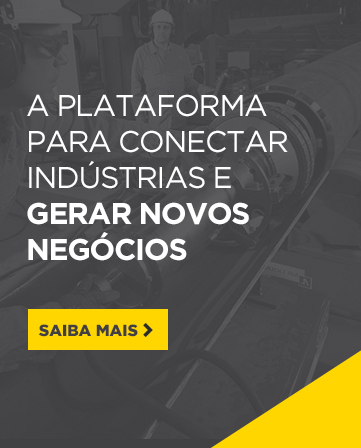 A PLATAFORMA
PARA CONECTAR
INDÚSTRIAS E
GERAR NOVOS
NEGÓCIOS
SAIBA MAIS